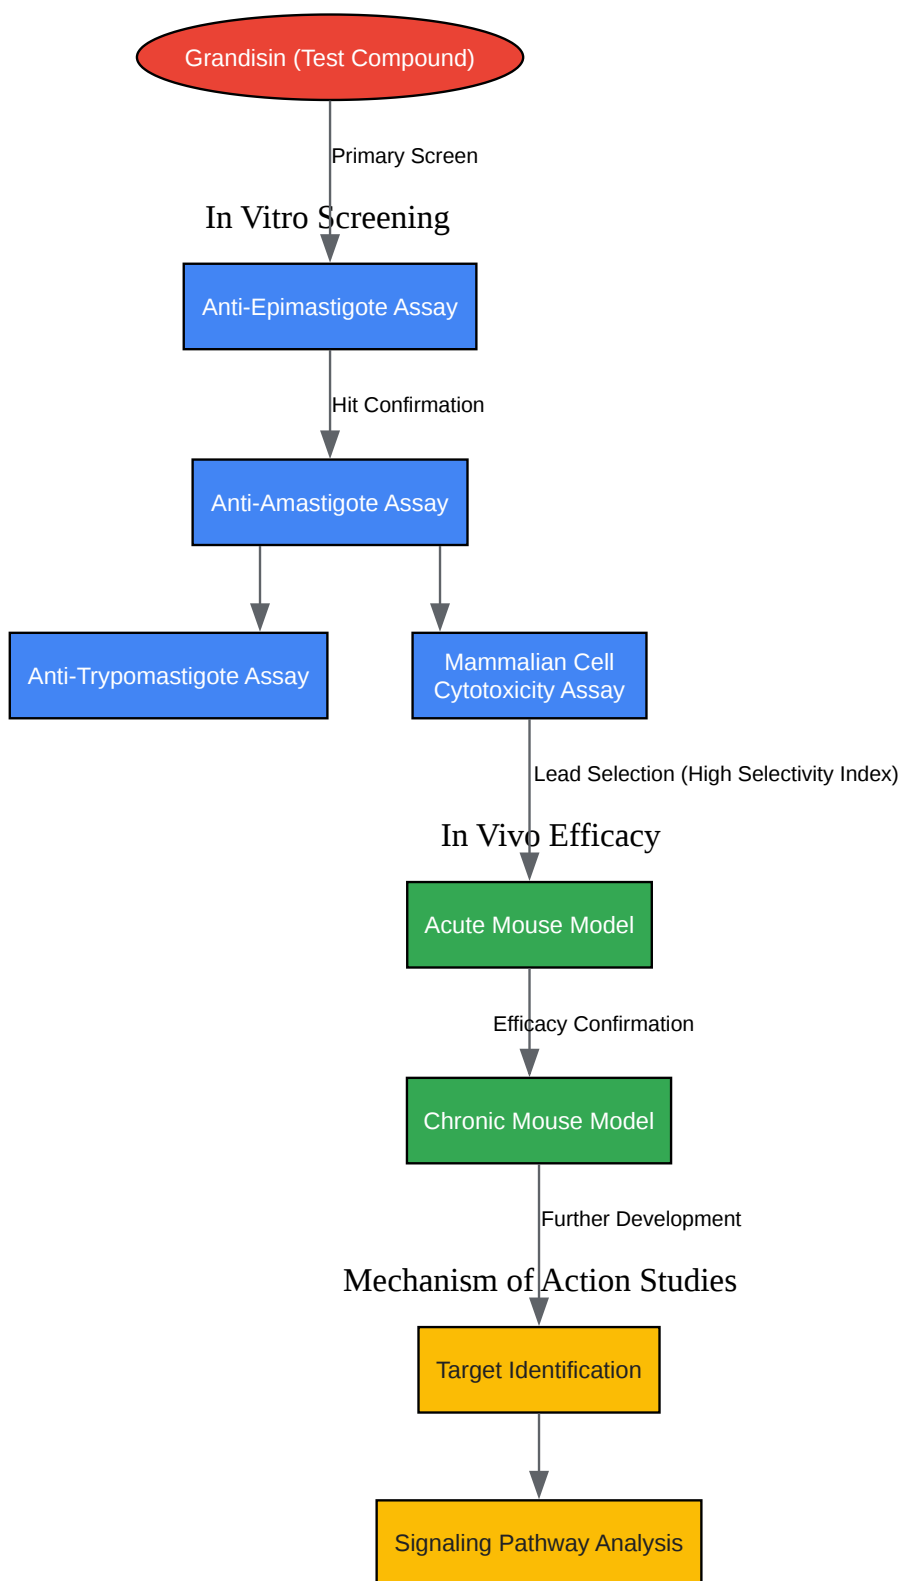 Grandisin (Test Compound)
Primary Screen
In Vitro Screening
Anti-Epimastigote Assay
Hit Confirmation
Anti-Amastigote Assay
Anti-Trypomastigote Assay
Mammalian Cell
Cytotoxicity Assay
Lead Selection (High Selectivity Index)
In Vivo Efficacy
Acute Mouse Model
Efficacy Confirmation
Chronic Mouse Model
Further Development
Mechanism of Action Studies
Target Identification
Signaling Pathway Analysis